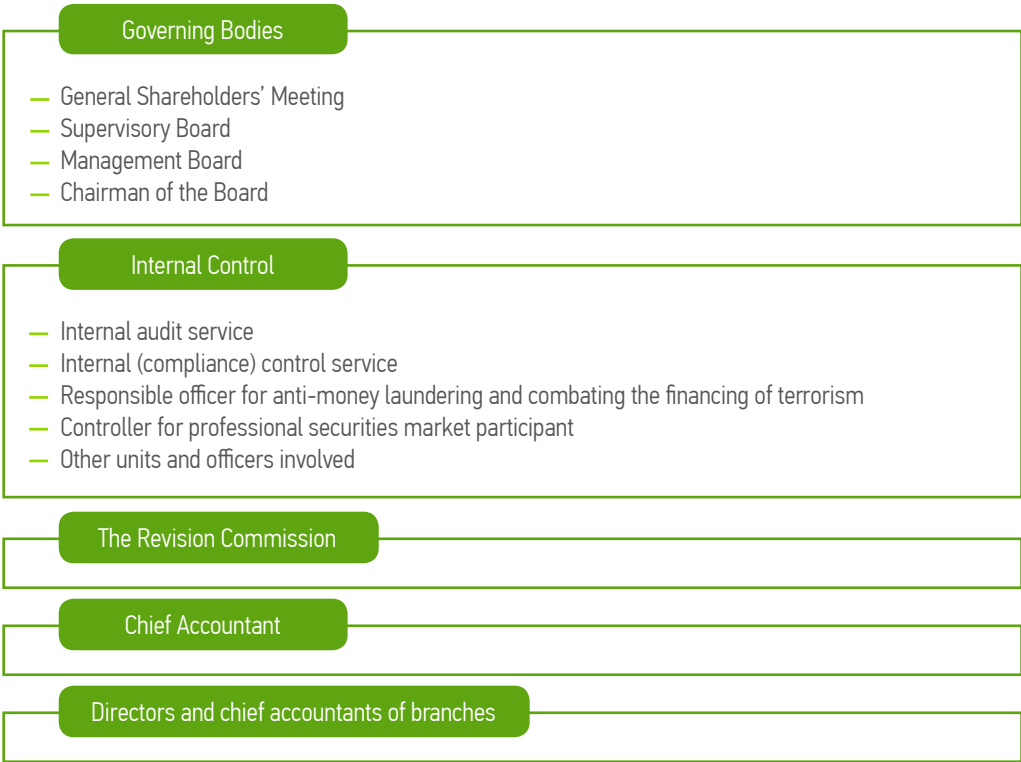 Governing Bodies
— General Shareholders’ Meeting
— Supervisory Board
— Management Board
— Chairman of the Board
Internal Control
— Internal audit service
— Internal (compliance) control service
— Responsible officer for anti-money laundering and combating the financing of terrorism
— Controller for professional securities market participant
— Other units and officers involved
The Revision Commission
Chief Accountant
Directors and chief accountants of branches